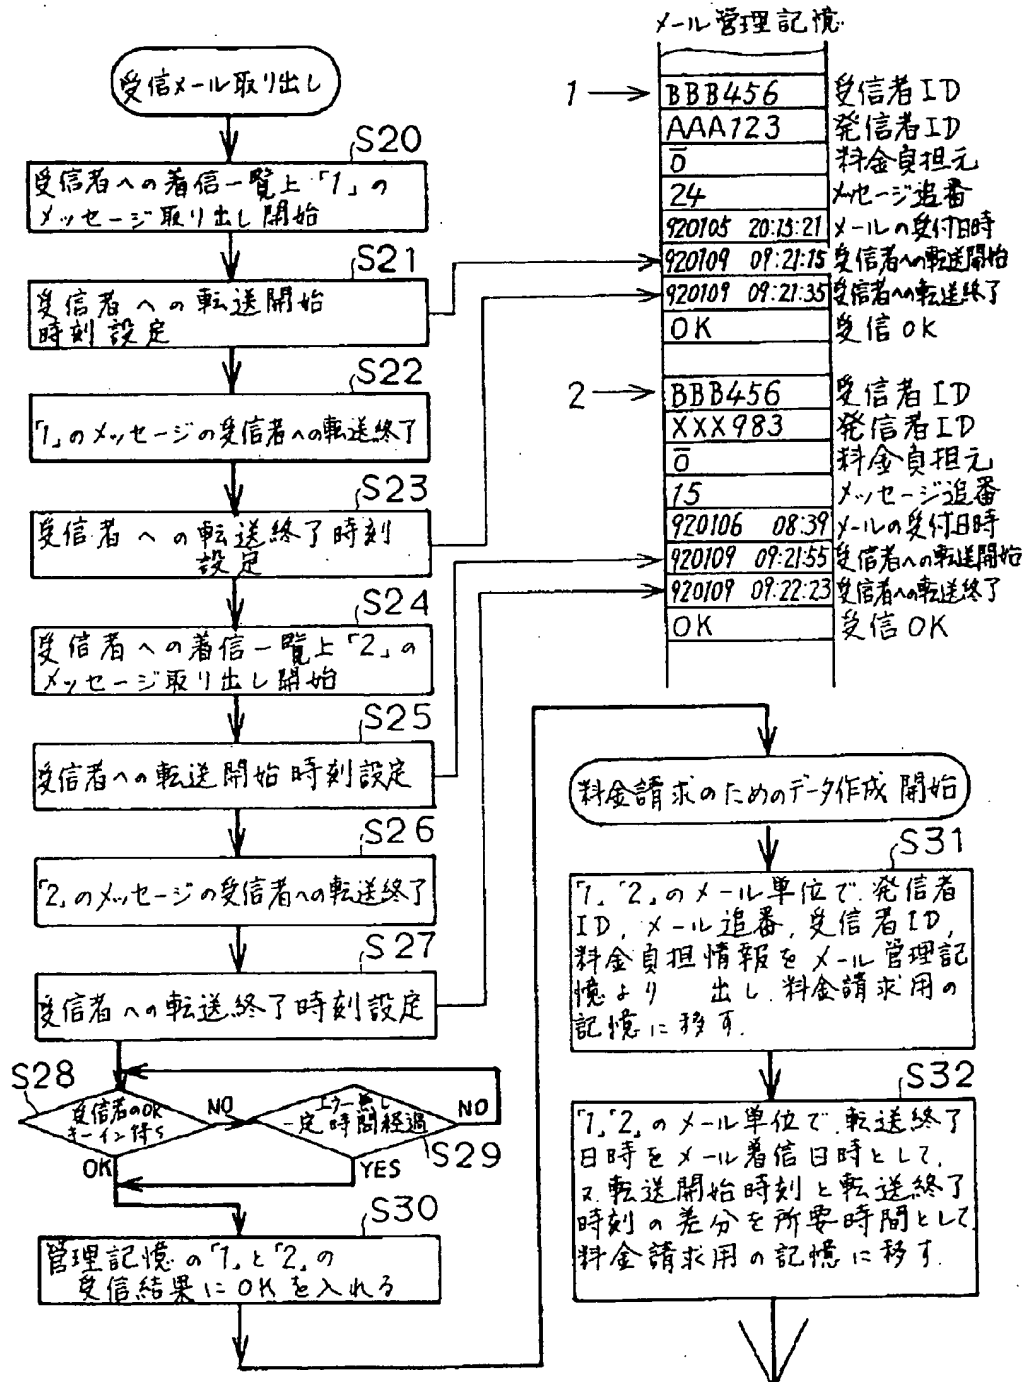 受信メール取り出し
S20
受信者への着信一覧上「1」の
メッセージ取り出し開始
S21
受信者への転送開始
時刻設定
S22
「1」のメッセージの受信者への転送終了
S23
受信者への転送終了時刻
設定
S24
受信者への着信一覧上「2」の
メッセージ取り出し開始
S25
受信者への転送開始時刻設定
S26
「2」のメッセージの受信者への転送終了
S27
受信者への転送終了時刻設定
S28
受信者のOK
キーイン待ち
NO
OK
エラー無し
一定時間経過
NO
S29
YES
S30
管理記憶の「1」と「2」の
受信結果にOKを入れる
メール管理記憶
1
BBB456 受信者ID
AAA123 発信者ID
0 料金負担元
24 メッセージ追番
920105 20:15:21 メールの受付日時
920109 09:21:15 受信者への転送開始
920109 09:21:35 受信者への転送終了
OK 受信OK
2
BBB456 受信者ID
XXX983 発信者ID
0 料金負担元
15 メッセージ追番
920106 08:39 メールの受付日時
920109 09:21:55 受信者への転送開始
920109 09:22:23 受信者への転送終了
OK 受信OK
料金請求のためのデータ作成開始
S31
「1」「2」のメール単位で、発信者
ID、メール追番、受信者ID、
料金負担情報をメール管理記
憶より 出し、料金請求用の
記憶に移す.
S32
「1」「2」のメール単位で、転送終了
日時をメール着信日時として、
又、転送開始時刻と転送終了
時刻の差分を所要時間として、
料金請求用の記憶に移す.